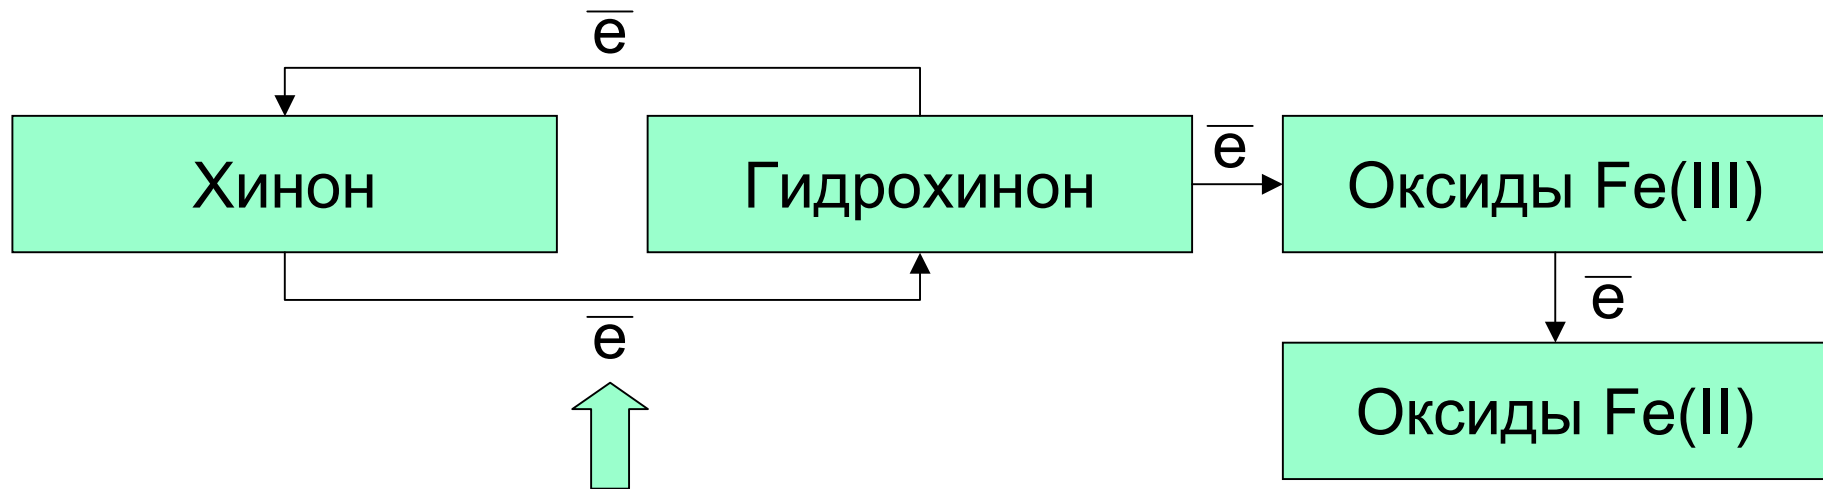 e̅
Хинон
Гидрохинон
e̅
Оксиды Fe(III)
e̅
e̅
Оксиды Fe(II)